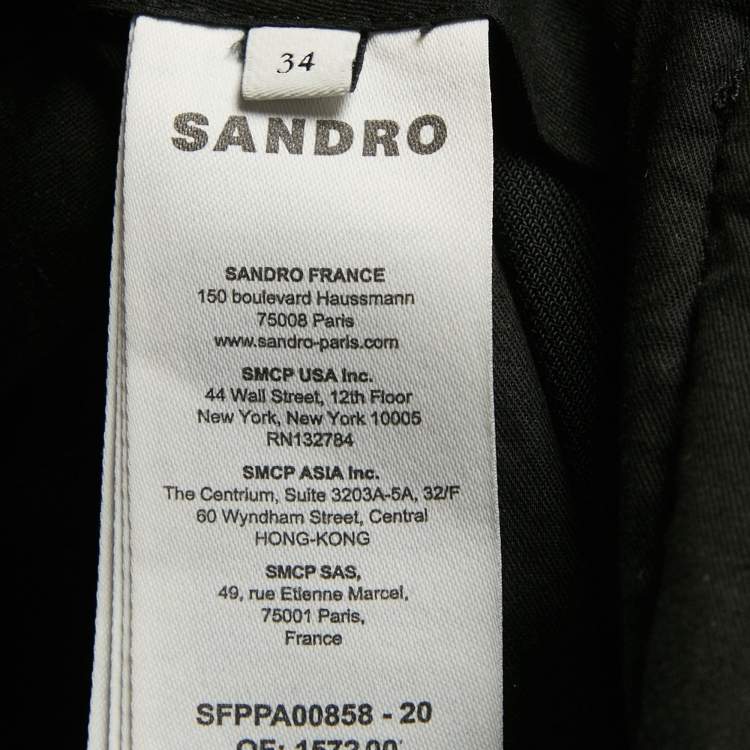 34
SANDRO
SANDRO FRANCE
150 boulevard Haussmann
75008 Paris
www.sandro-paris.com
SMCP USA Inc.
44 Wall Street, 12th Floor
New York, New York 10005
RN132784
SMCP ASIA Inc.
The Centrium, Suite 3203A-5A, 32/F
60 Wyndham Street, Central
HONG-KONG
SMCP SAS,
49, rue Etienne Marcel,
75001 Paris,
France
SFPPA00858 - 20